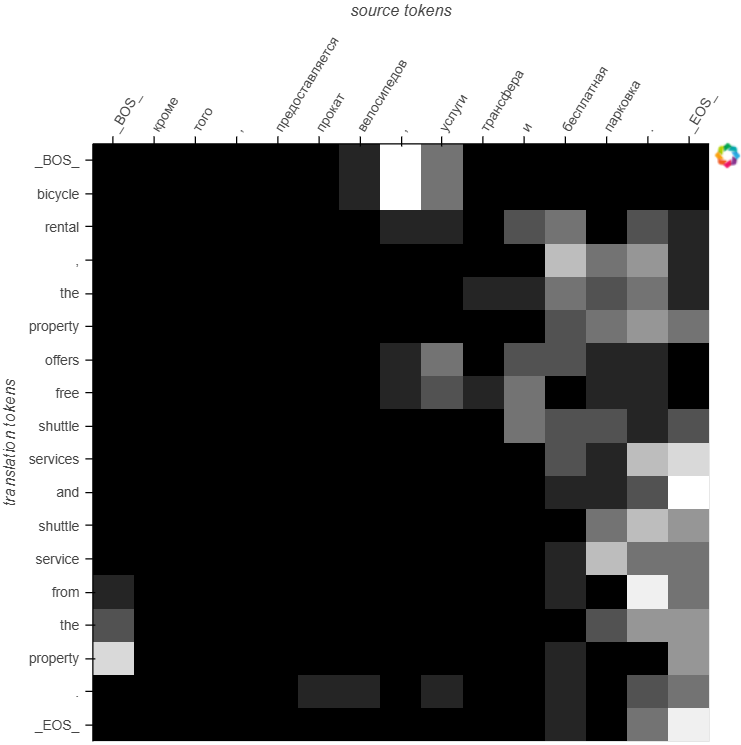 source tokens
_BOS_
кроме
того
,
предоставляется
прокат
велосипедов
,
услуги
трансфера
и
бесплатная
парковка
.
_EOS_
translation tokens
_BOS_
bicycle
rental
,
the
property
offers
free
shuttle
services
and
shuttle
service
from
the
property
.
_EOS_